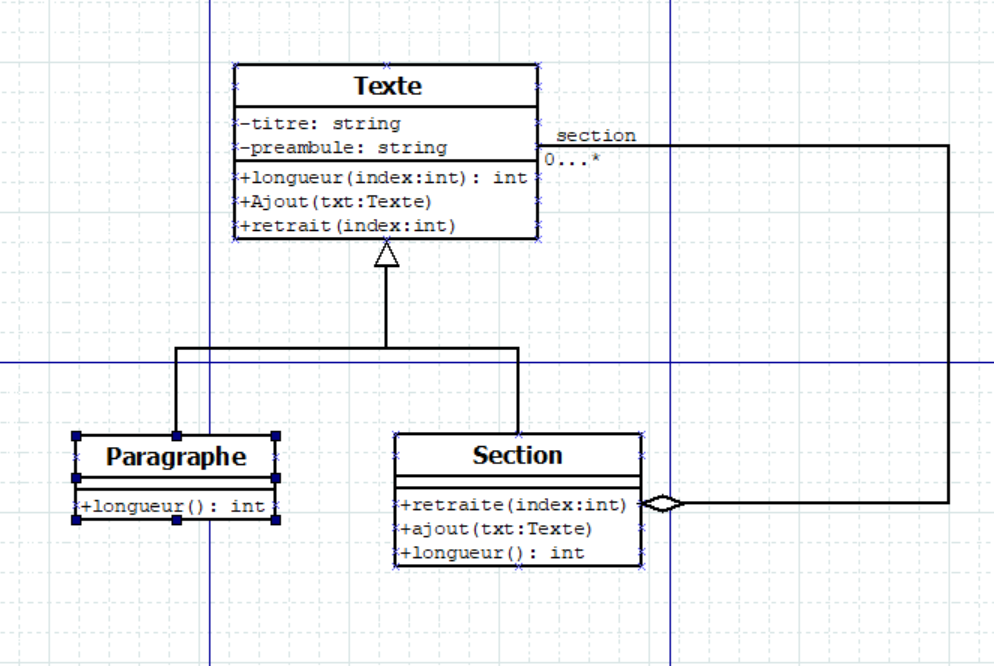 Texte
-titre: string
-preambule: string
+longueur(index:int): int
+Ajout(txt:Texte)
+retrait(index:int)
section
0...*
Paragraphe
+longueur(): int
Section
+retraite(index:int)
+ajout(txt:Texte)
+longueur(): int